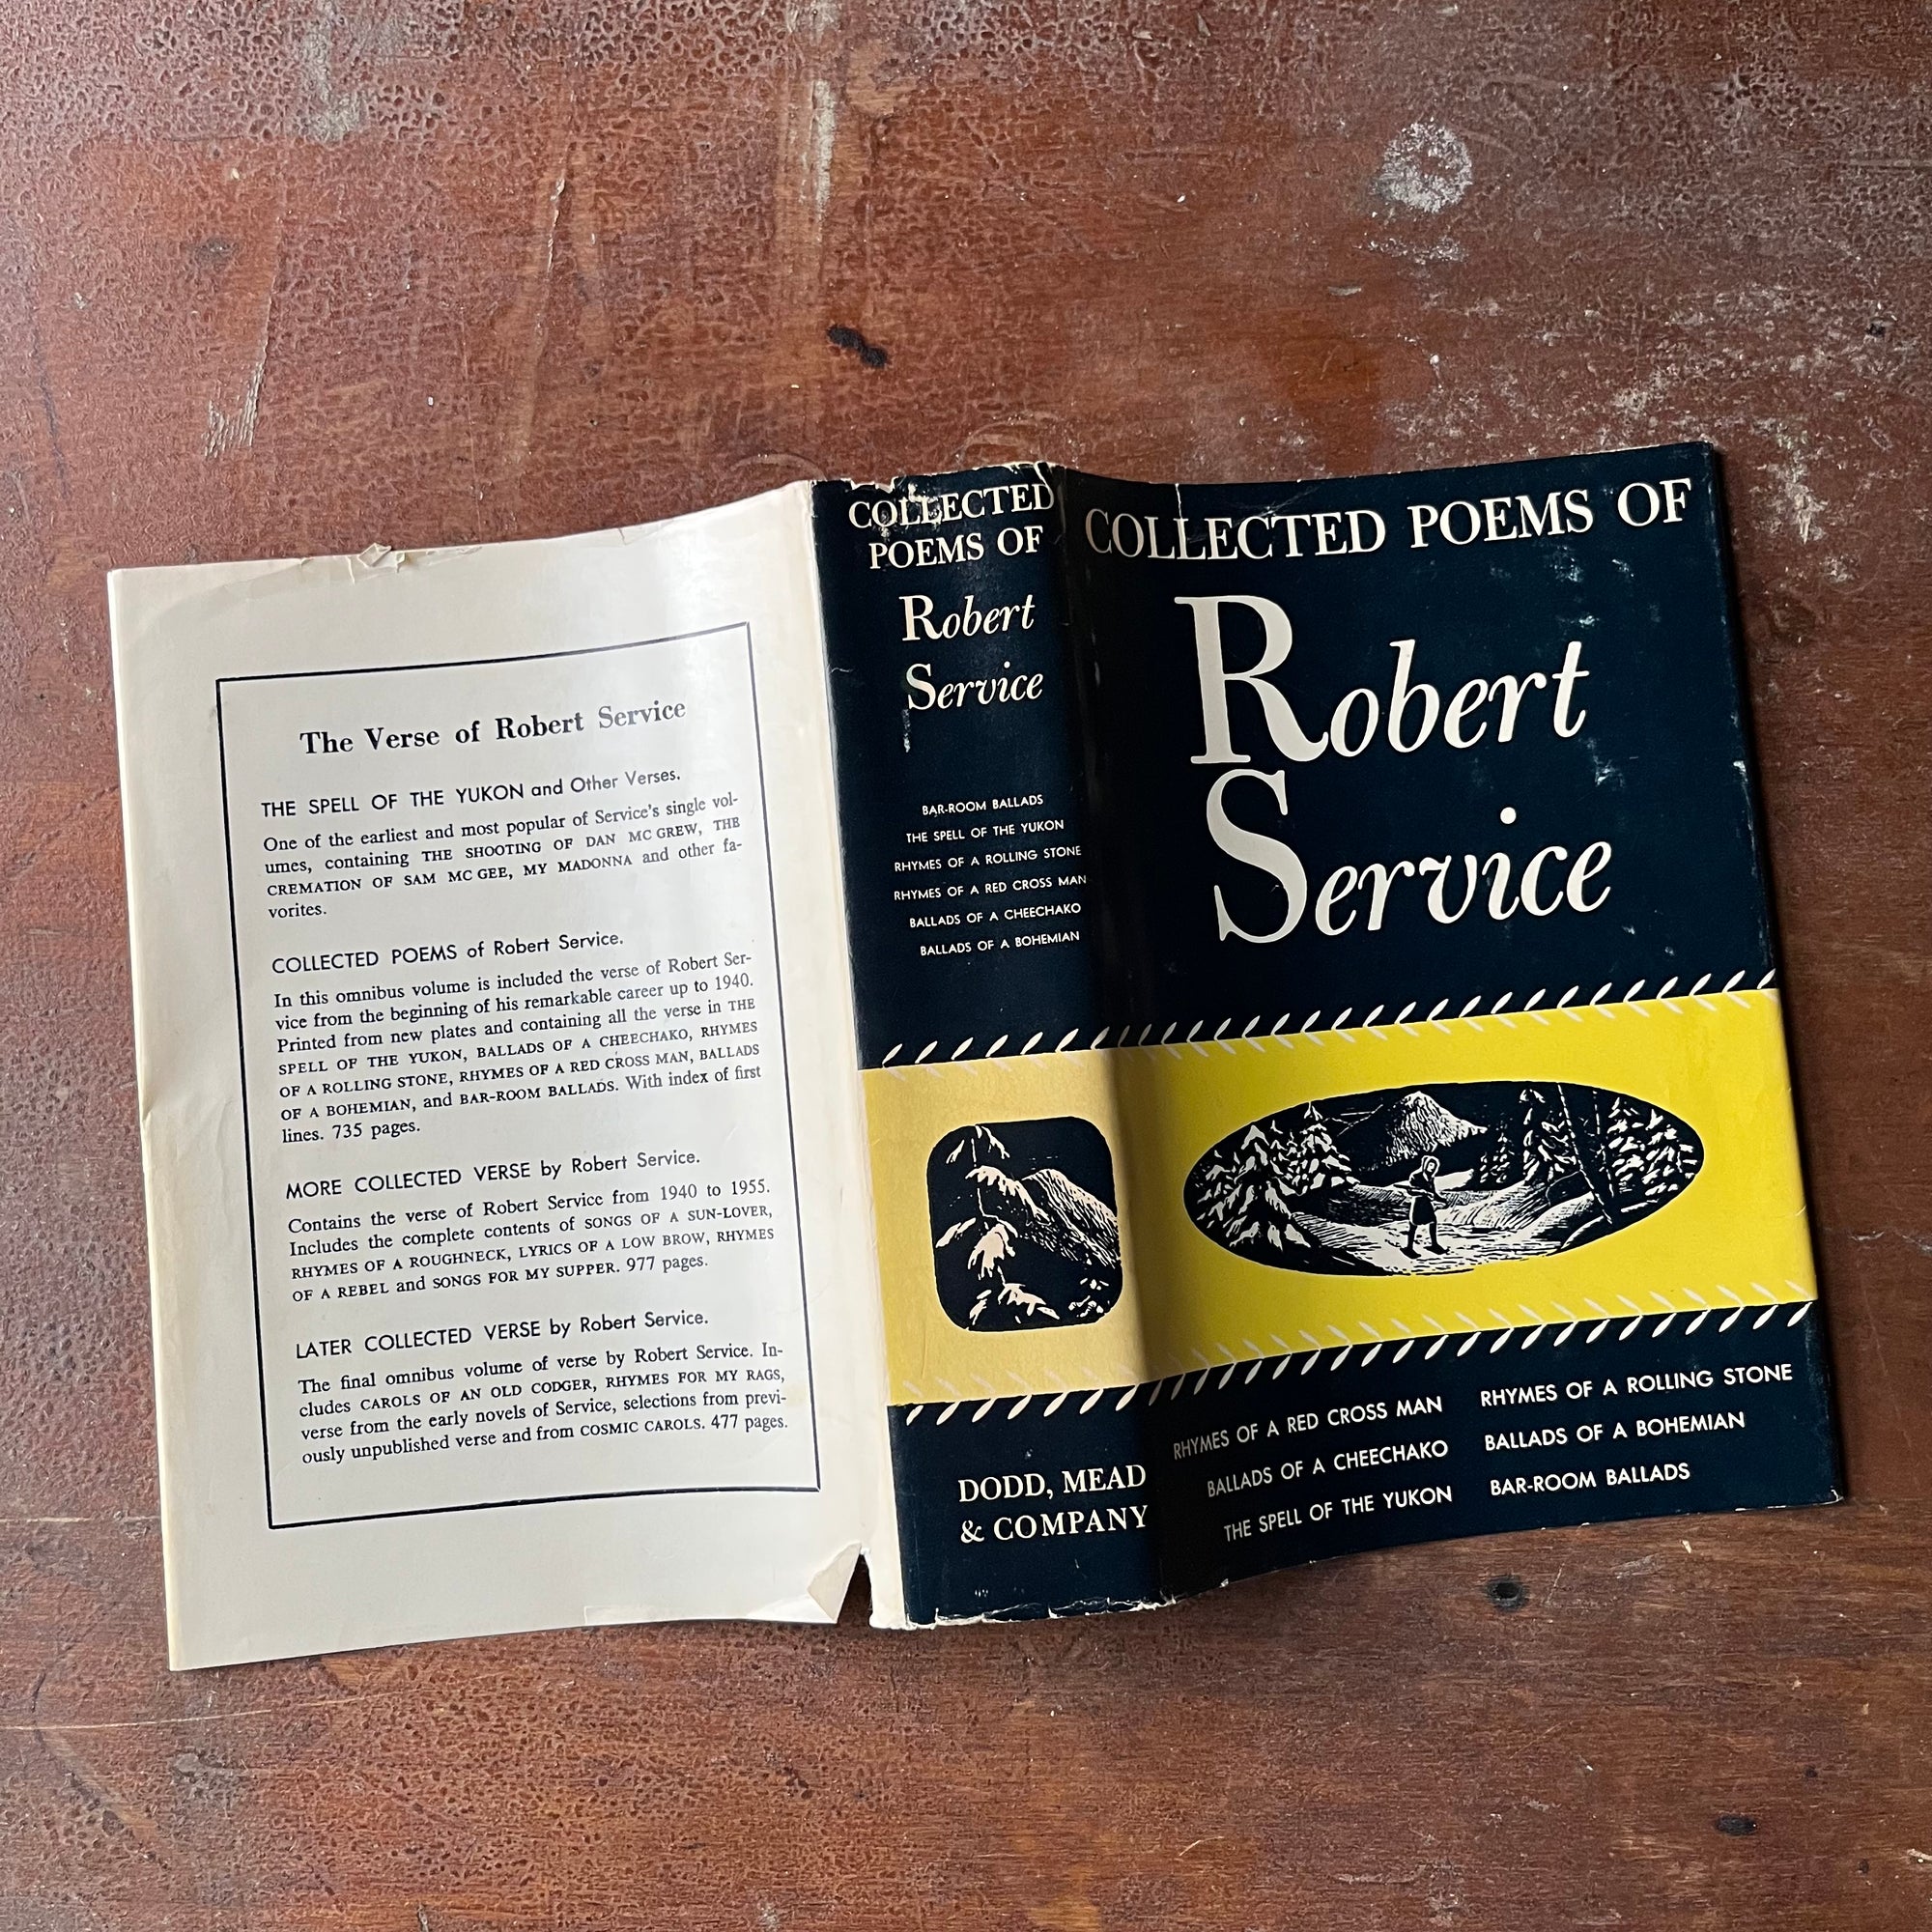 The Verse of Robert Service
THE SPELL OF THE YUKON and Other Verses.
One of the earliest and most popular of Service's single vol-
umes, containing THE SHOOTING OF DAN MC GREW, THE
CREMATION OF SAM MC GEE, MY MADONNA and other fa-
vorites.
COLLECTED POEMS of Robert Service.
In this omnibus volume is included the verse of Robert Ser-
vice from the beginning of his remarkable career up to 1940.
Printed from new plates and containing all the verse in THE
SPELL OF THE YUKON, BALLADS OF A CHEECHAKO, RHYMES
OF A ROLLING STONE, RHYMES OF A RED CROSS MAN, BALLADS
OF A BOHEMIAN, and BAR-ROOM BALLADS. With index of first
lines. 735 pages.
MORE COLLECTED VERSE by Robert Service.
Contains the verse of Robert Service from 1940 to 1955.
Includes the complete contents of SONGS OF A SUN-LOVER,
RHYMES OF A ROUGHNECK, LYRICS OF A LOW BROW, RHYMES
OF A REBEL and SONGS FOR MY SUPPER. 977 pages.
LATER COLLECTED VERSE by Robert Service.
The final omnibus volume of verse by Robert Service. In-
cludes CAROLS OF AN OLD CODGER, RHYMES FOR MY RAGS,
verse from the early novels of Service, selections from previ-
ously unpublished verse and from COSMIC CAROLS. 477 pages.
COLLECTED
POEMS OF
Robert
Service
BAR-ROOM BALLADS
THE SPELL OF THE YUKON
RHYMES OF A ROLLING STONE
RHYMES OF A RED CROSS MAN
BALLADS OF A CHEECHAKO
BALLADS OF A BOHEMIAN
DODD, MEAD
& COMPANY
COLLECTED POEMS OF
Robert
Service
RHYMES OF A RED CROSS MAN
BALLADS OF A CHEECHAKO
THE SPELL OF THE YUKON
RHYMES OF A ROLLING STONE
BALLADS OF A BOHEMIAN
BAR-ROOM BALLADS